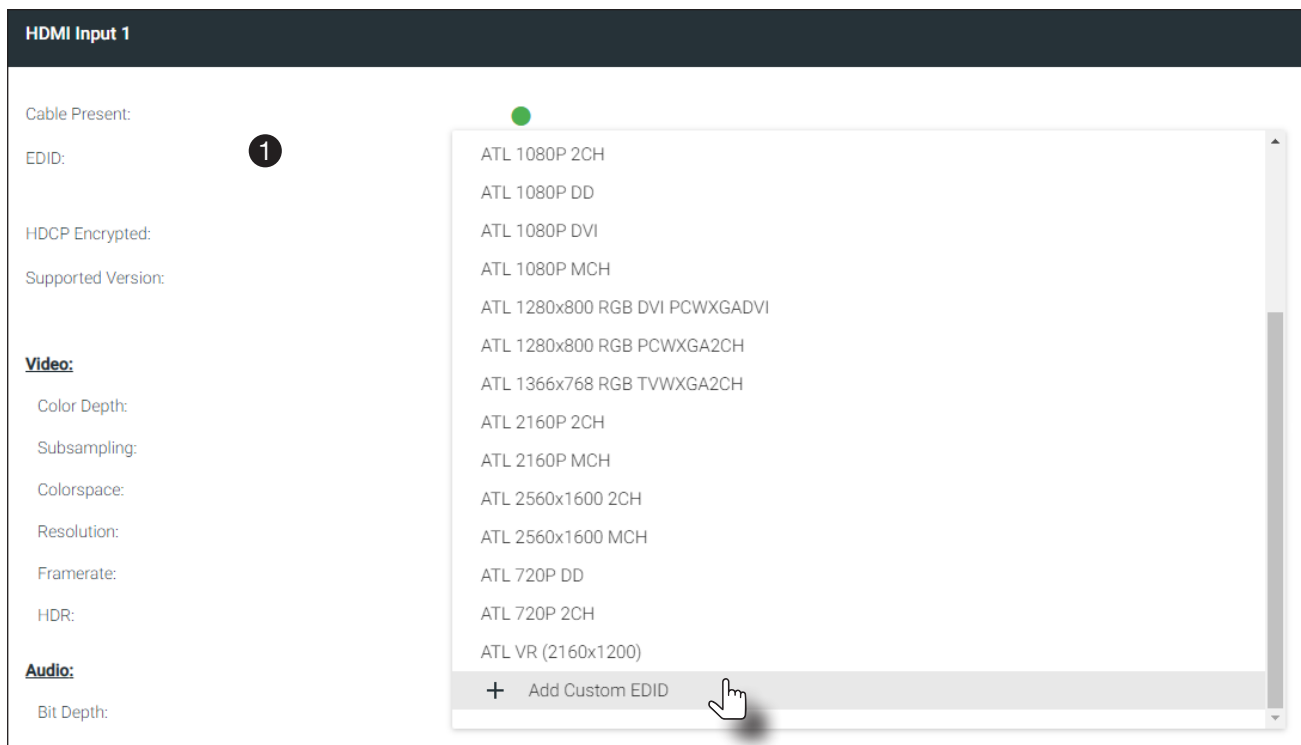 HDMI Input 1
Cable Present:
EDID:
1
HDCP Encrypted:
Supported Version:
Video:
Color Depth:
Subsampling:
Colorspace:
Resolution:
Framerate:
HDR:
Audio:
Bit Depth:
ATL 1080P 2CH
ATL 1080P DD
ATL 1080P DVI
ATL 1080P MCH
ATL 1280x800 RGB DVI PCWXGADVI
ATL 1280x800 RGB PCWXGA2CH
ATL 1366x768 RGB TVWXGA2CH
ATL 2160P 2CH
ATL 2160P MCH
ATL 2560x1600 2CH
ATL 2560x1600 MCH
ATL 720P DD
ATL 720P 2CH
ATL VR (2160x1200)
+ Add Custom EDID